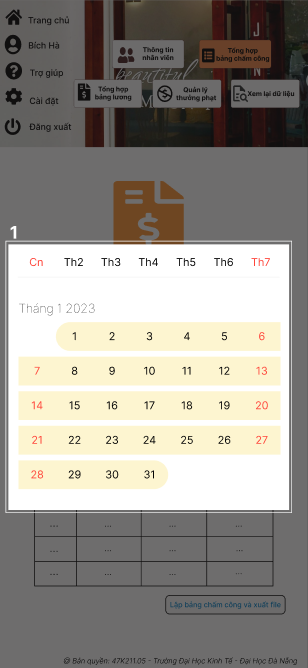 Trang chủ
Bích Hà
Trợ giúp
Cài đặt
Đăng xuất
Thông tin
nhân viên
Tổng hợp
bảng chấm công
Tổng hợp
bảng lương
Quản lý
thưởng phạt
Xem lại dữ liệu
beautiful
J
N
M
$
1
Cn Th2 Th3 Th4 Th5 Th6 Th7
Tháng 1 2023
1 2 3 4 5 6
7 8 9 10 11 12 13
14 15 16 17 18 19 20
21 22 23 24 25 26 27
28 29 30 31
... ... ... ...
... ... ... ...
... ... ... ...
Lập bảng chấm công và xuất file
@ Bản quyền: 47K211.05 - Trường Đại Học Kinh Tế - Đại Học Đà Nẵng